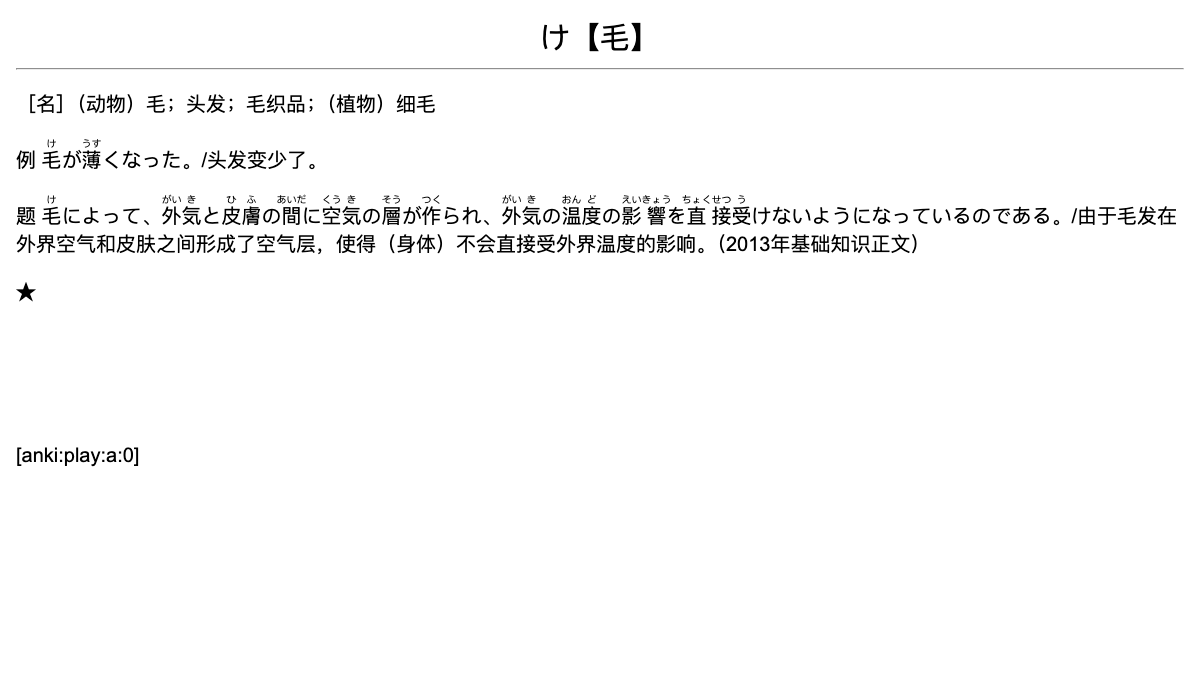 け【毛】
［名］（动物）毛；头发；毛织品；（植物）细毛
け うす
例 毛が薄くなった。/头发变少了。
け がい き ひ ふ あいだ くう き そう つく がい き おん ど えいきょう ちょくせつ う
题 毛によって、外気と皮膚の間に空気の層が作られ、外気の温度の影響を直接受けないようになっているのである。/由于毛发在
外界空气和皮肤之间形成了空气层，使得（身体）不会直接受外界温度的影响。（2013年基础知识正文）
★
[anki:play:a:0]